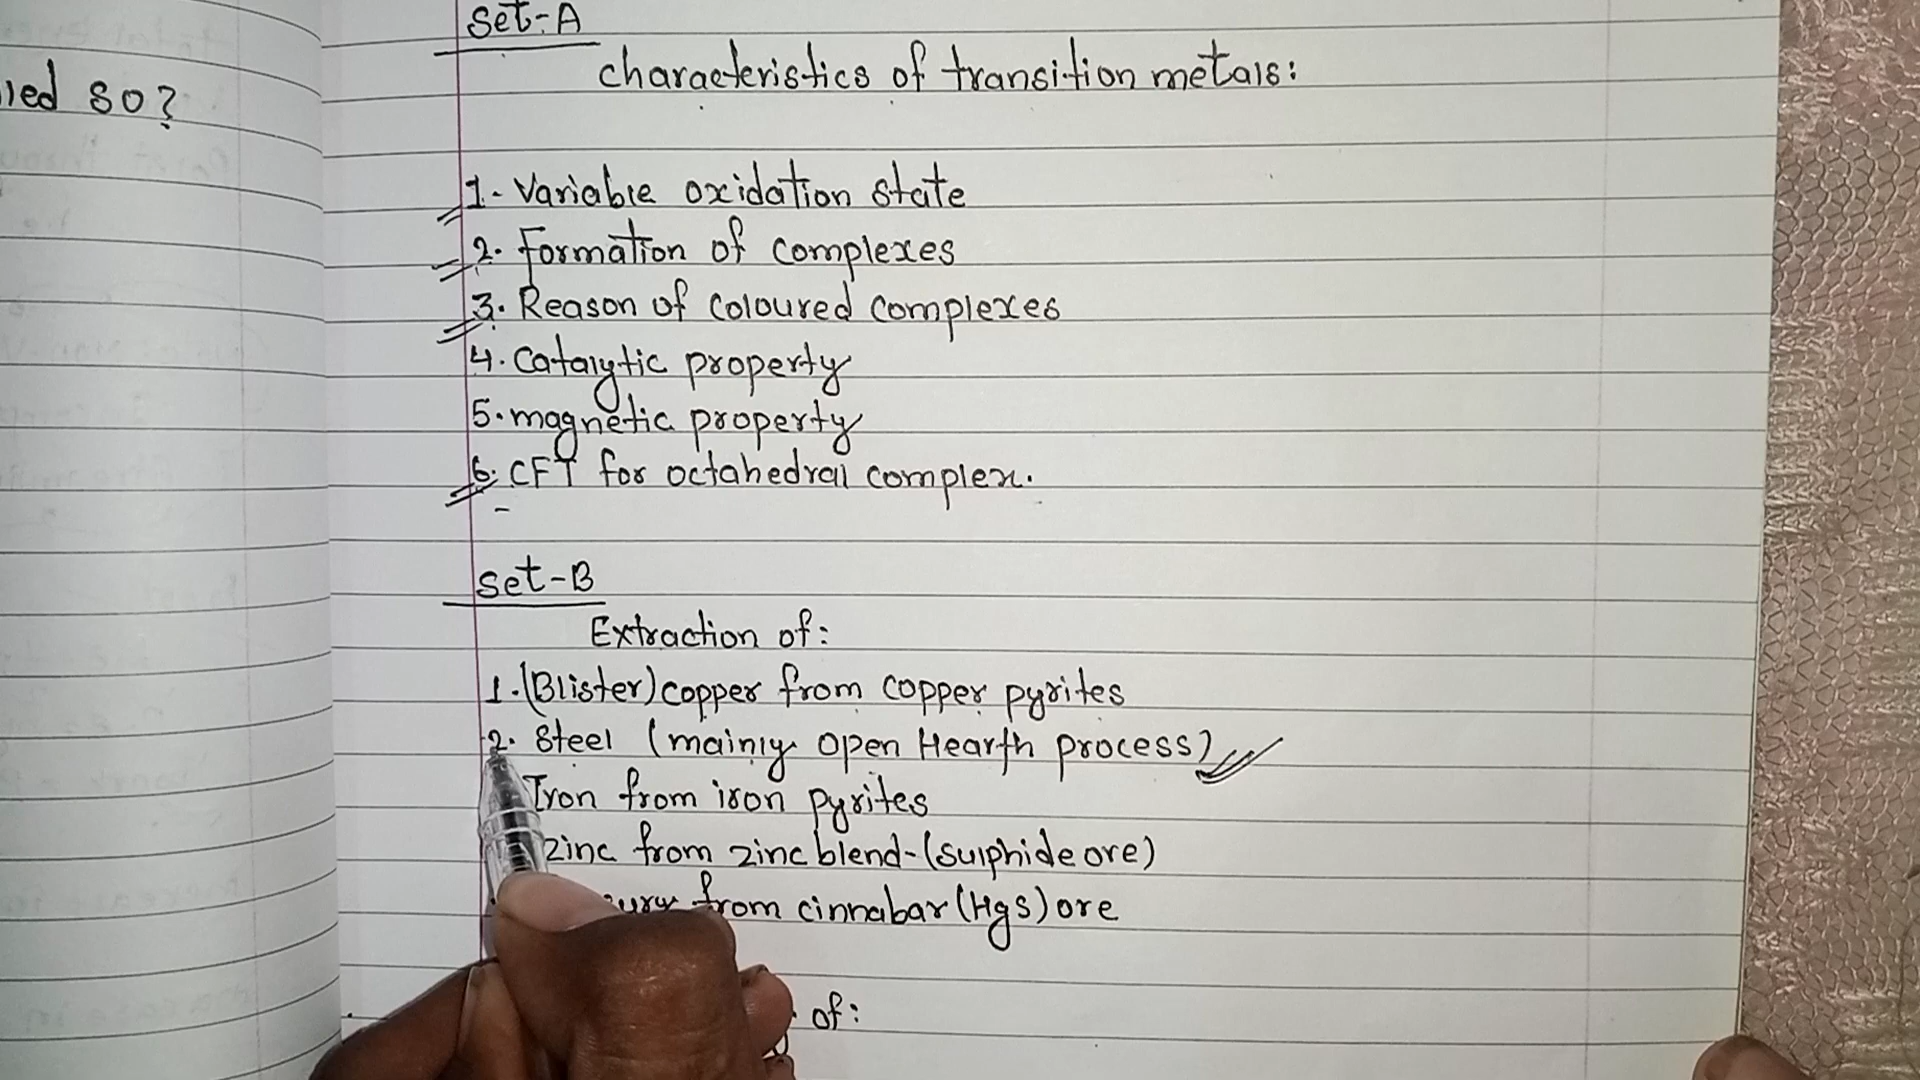 so?
Set-A
characteristics of transition metals:
1. Variable oxidation state
2. Formation of complexes
3. Reason of coloured complexes
4. Catalytic property
5. magnetic property
6. CFT for octahedral complex.
Set-B
Extraction of:
1. (Blister) copper from copper pyrites
2. Steel (mainly open Hearth process)
Iron from iron pyrites
zinc from zinc blend-(sulphide ore)
from cinnabar (HgS) ore
of: